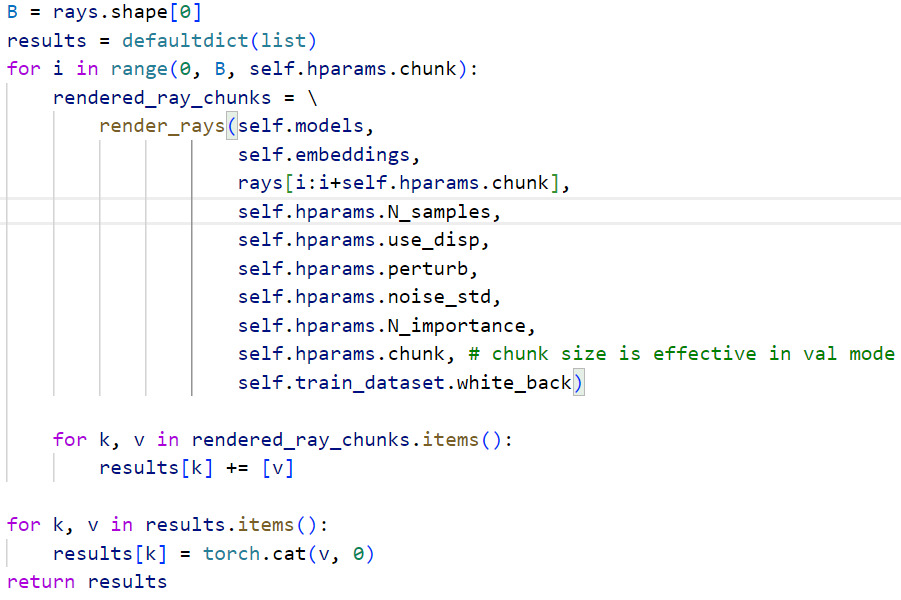 B = rays.shape[0]
results = defaultdict(list)
for i in range(0, B, self.hparams.chunk):
    rendered_ray_chunks = \
        render_rays(self.models,
                    self.embeddings,
                    rays[i:i+self.hparams.chunk],
                    self.hparams.N_samples,
                    self.hparams.use_disp,
                    self.hparams.perturb,
                    self.hparams.noise_std,
                    self.hparams.N_importance,
                    self.hparams.chunk, # chunk size is effective in val mode
                    self.train_dataset.white_back)

    for k, v in rendered_ray_chunks.items():
        results[k] += [v]

for k, v in results.items():
    results[k] = torch.cat(v, 0)
return results